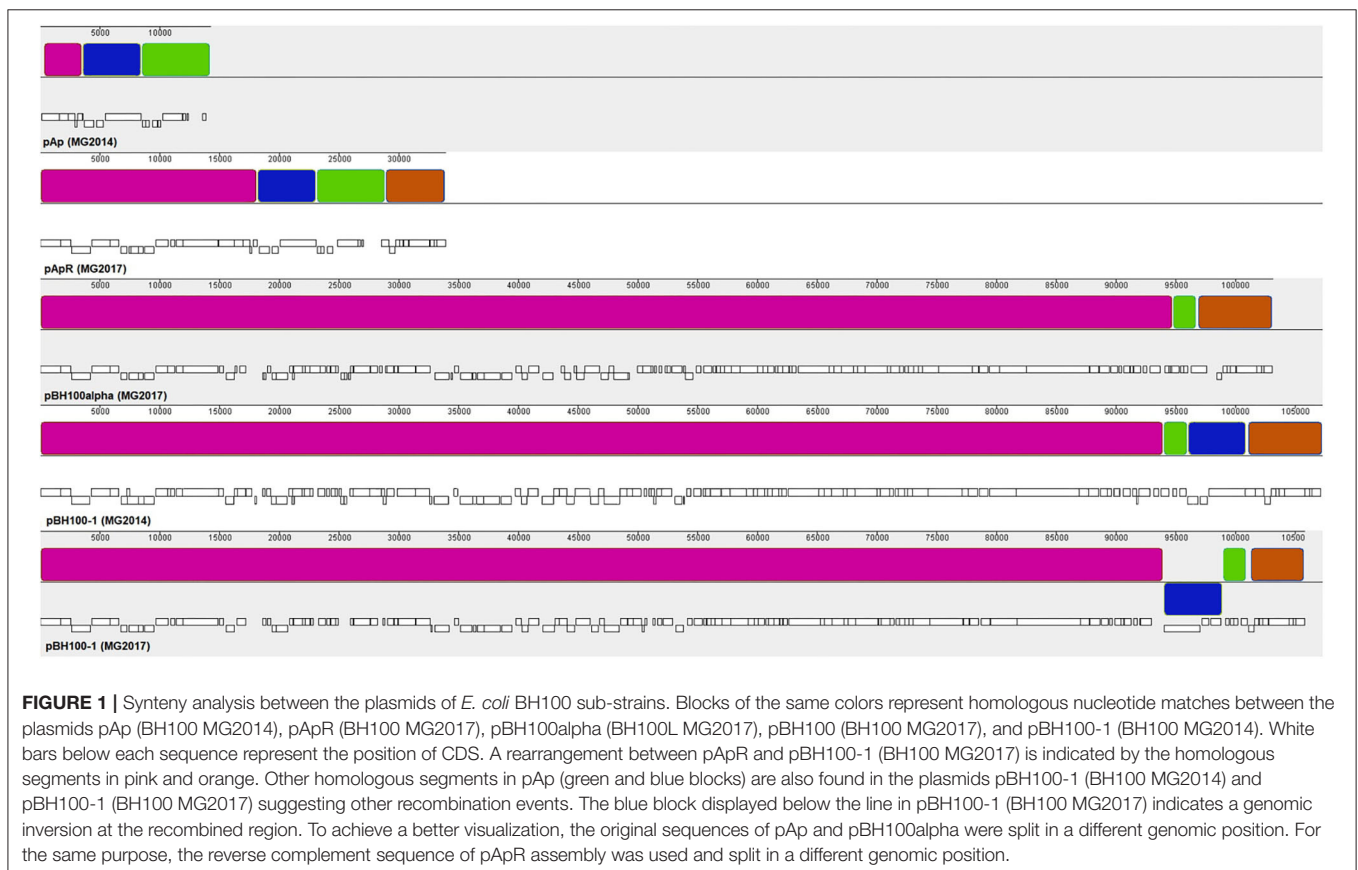 5000 10000
pAp (MG2014)
5000 10000 15000 20000 25000 30000
pApR (MG2017)
5000 10000 15000 20000 25000 30000 35000 40000 45000 50000 55000 60000 65000 70000 75000 80000 85000 90000 95000 100000
pBH100alpha (MG2017)
5000 10000 15000 20000 25000 30000 35000 40000 45000 50000 55000 60000 65000 70000 75000 80000 85000 90000 95000 100000 105000
pBH100-1 (MG2014)
5000 10000 15000 20000 25000 30000 35000 40000 45000 50000 55000 60000 65000 70000 75000 80000 85000 90000 95000 100000 10500
pBH100-1 (MG2017)
FIGURE 1 | Synteny analysis between the plasmids of E. coli BH100 sub-strains. Blocks of the same colors represent homologous nucleotide matches between the
plasmids pAp (BH100 MG2014), pApR (BH100 MG2017), pBH100alpha (BH100L MG2017), pBH100 (BH100 MG2017), and pBH100-1 (BH100 MG2014). White
bars below each sequence represent the position of CDS. A rearrangement between pApR and pBH100-1 (BH100 MG2017) is indicated by the homologous
segments in pink and orange. Other homologous segments in pAp (green and blue blocks) are also found in the plasmids pBH100-1 (BH100 MG2014) and
pBH100-1 (BH100 MG2017) suggesting other recombination events. The blue block displayed below the line in pBH100-1 (BH100 MG2017) indicates a genomic
inversion at the recombined region. To achieve a better visualization, the original sequences of pAp and pBH100alpha were split in a different genomic position. For
the same purpose, the reverse complement sequence of pApR assembly was used and split in a different genomic position.